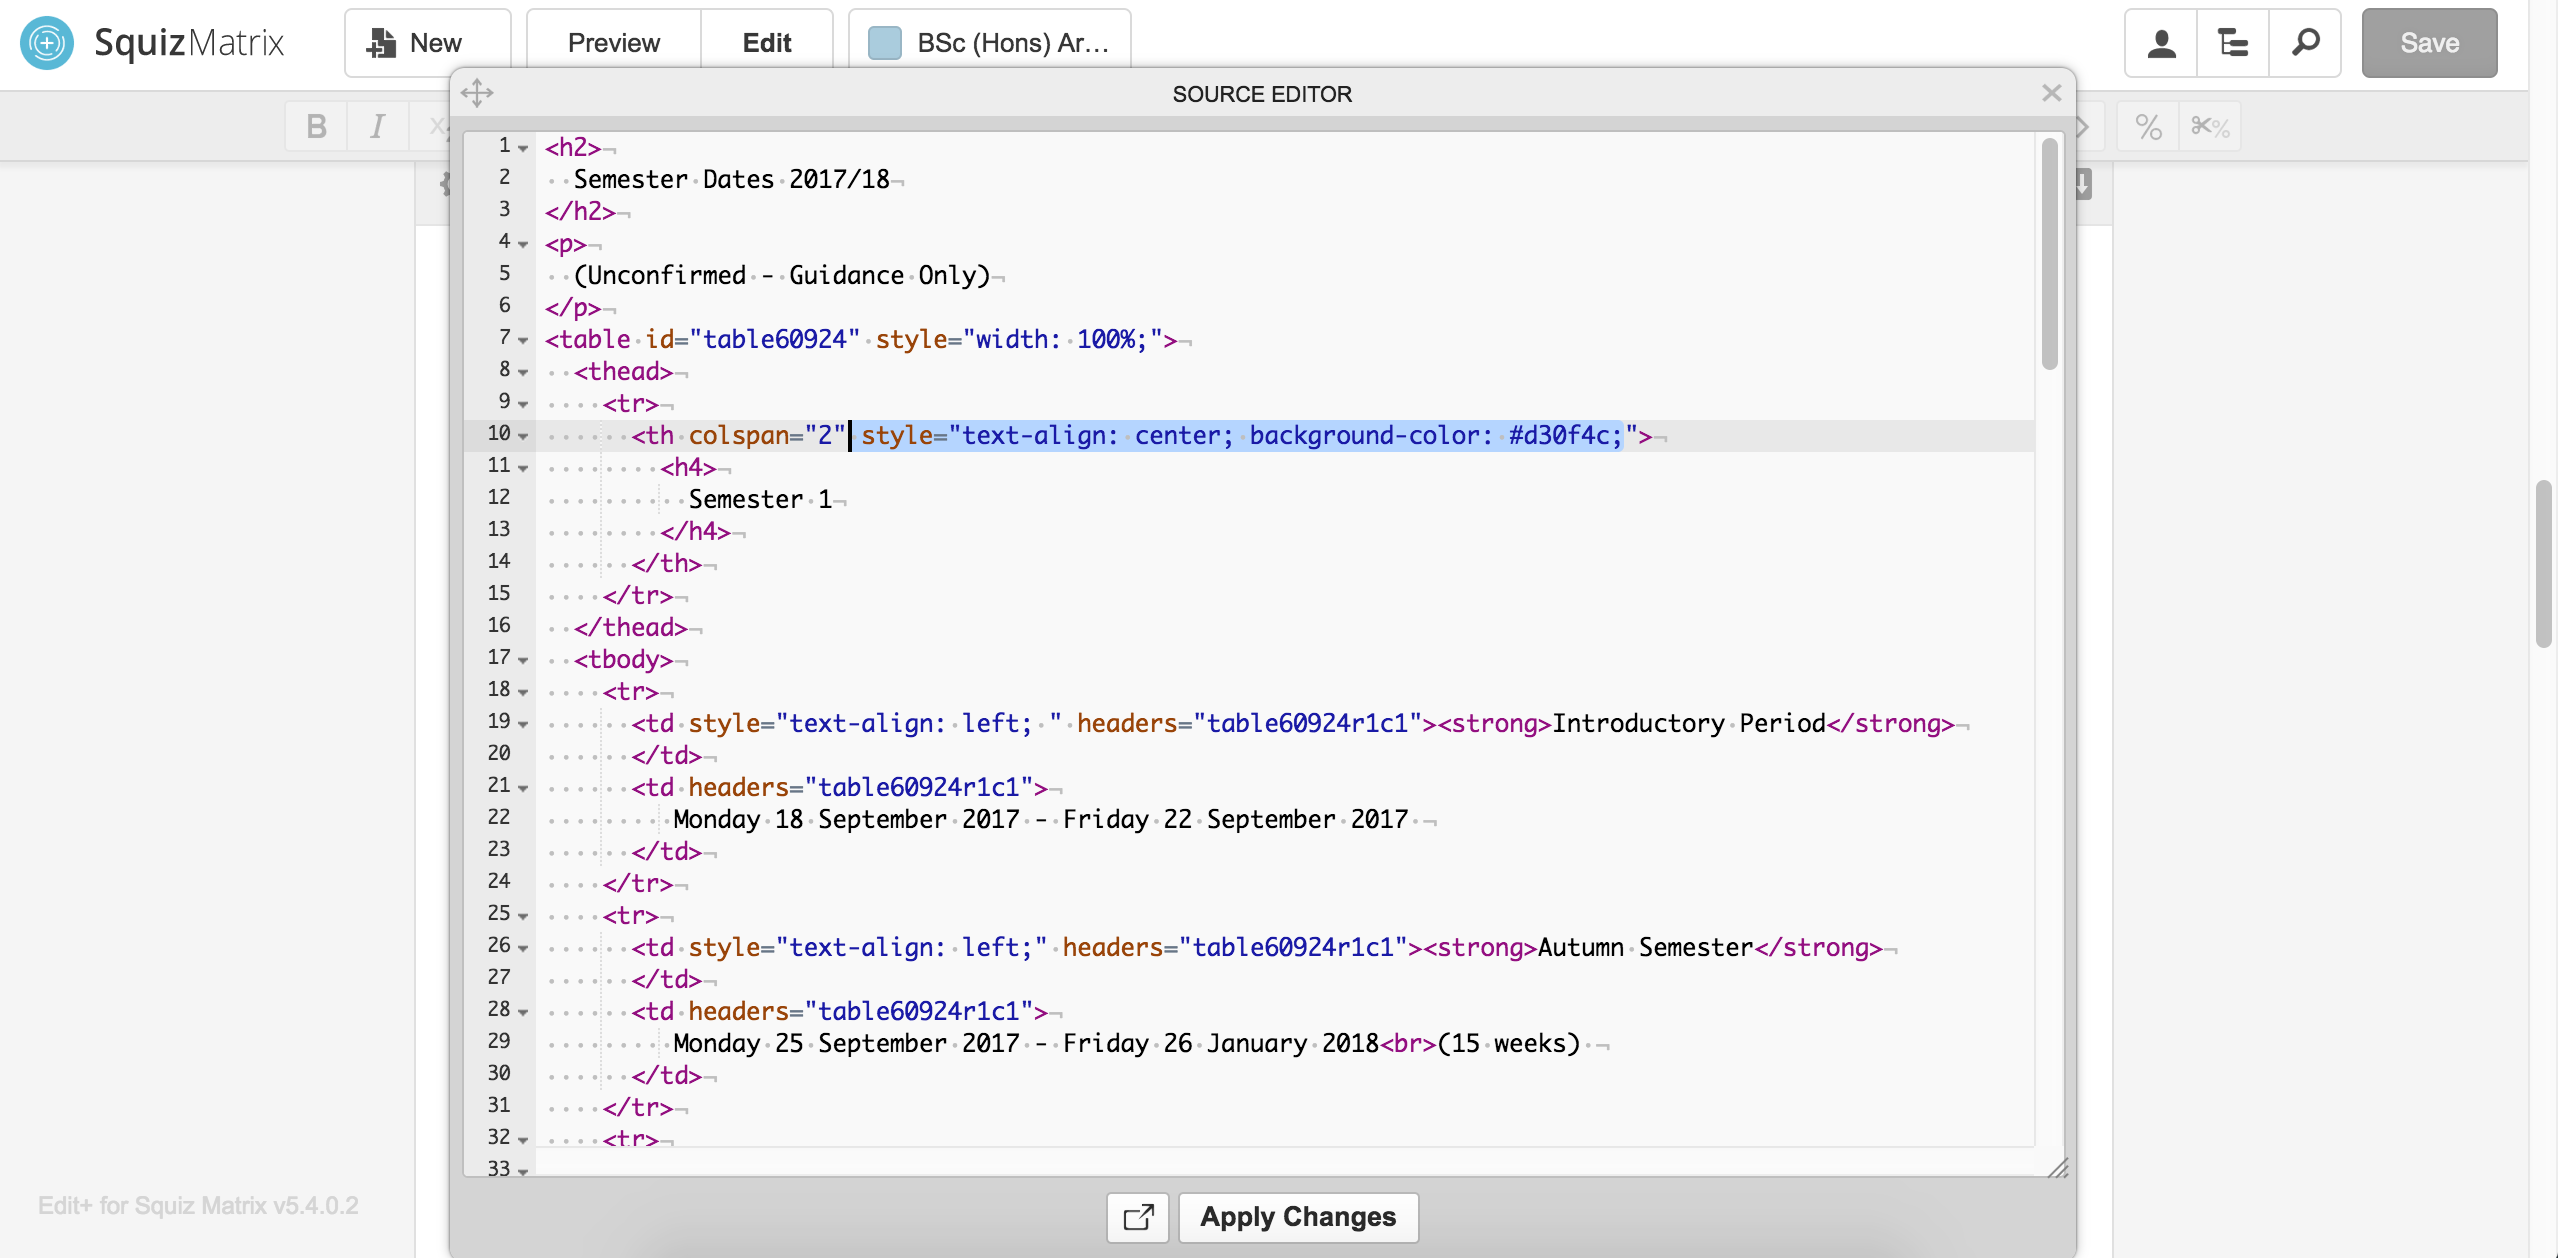 SquizMatrix New Preview Edit BSc (Hons) Ar... Save
SOURCE EDITOR
B I X
1 <h2>
2 Semester Dates 2017/18
3 </h2>
4 <p>
5 (Unconfirmed - Guidance Only)
6 </p>
7 <table id="table60924" style="width: 100%;">
8 <thead>
9 <tr>
10 <th colspan="2" style="text-align: center; background-color: #d30f4c;">
11 <h4>
12 Semester 1
13 </h4>
14 </th>
15 </tr>
16 </thead>
17 <tbody>
18 <tr>
19 <td style="text-align: left; " headers="table60924r1c1"><strong>Introductory Period</strong>
20 </td>
21 <td headers="table60924r1c1">
22 Monday 18 September 2017 - Friday 22 September 2017
23 </td>
24 </tr>
25 <tr>
26 <td style="text-align: left;" headers="table60924r1c1"><strong>Autumn Semester</strong>
27 </td>
28 <td headers="table60924r1c1">
29 Monday 25 September 2017 - Friday 26 January 2018<br>(15 weeks)
30 </td>
31 </tr>
32 <tr>
33
Edit+ for Squiz Matrix v5.4.0.2
Apply Changes